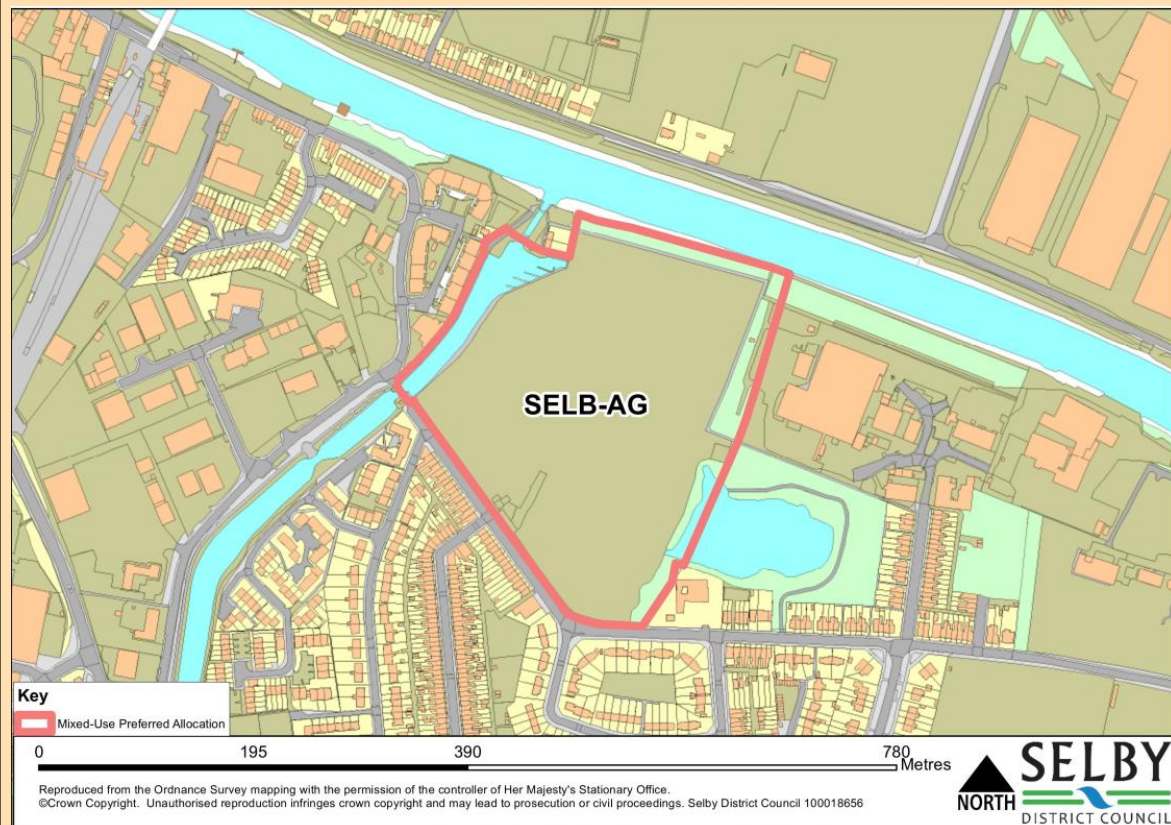 SELB-AG
Key
Mixed-Use Preferred Allocation
0 195 390 780
Metres
Reproduced from the Ordnance Survey mapping with the permission of the controller of Her Majesty's Stationary Office.
©Crown Copyright. Unauthorised reproduction infringes crown copyright and may lead to prosecution or civil proceedings. Selby District Council 100018656
NORTH
SELBY
DISTRICT COUNCIL